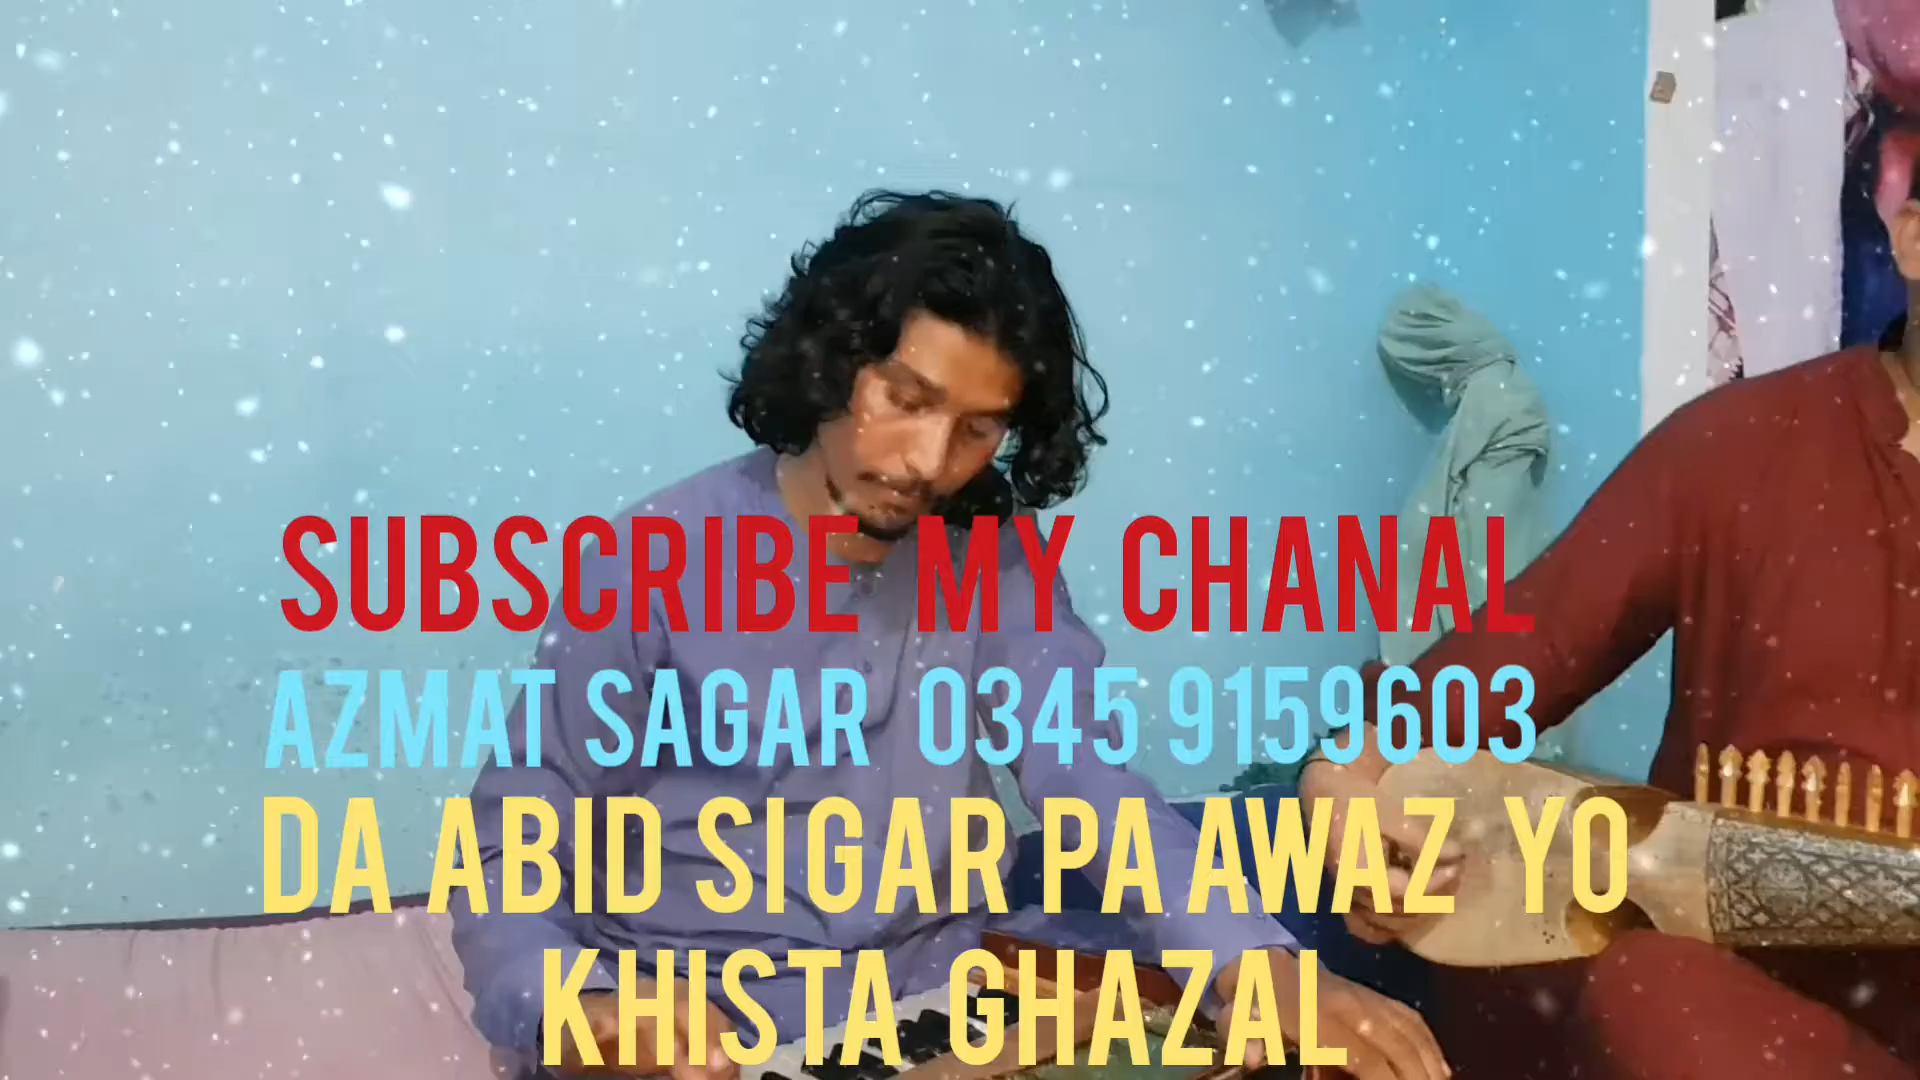 SUBSCRIBE MY CHANAL
AZMAT SAGAR 0345 9159603
DA ABID SIGAR PA AWAZ YO
KHISTA GHAZAL